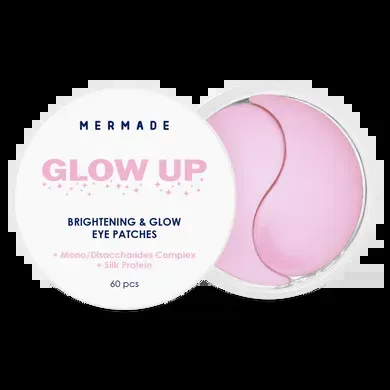 MERMADE
GLOW UP
BRIGHTENING & GLOW
EYE PATCHES
+ Mono/Disaccharides Complex
+ Silk Protein
60 pcs